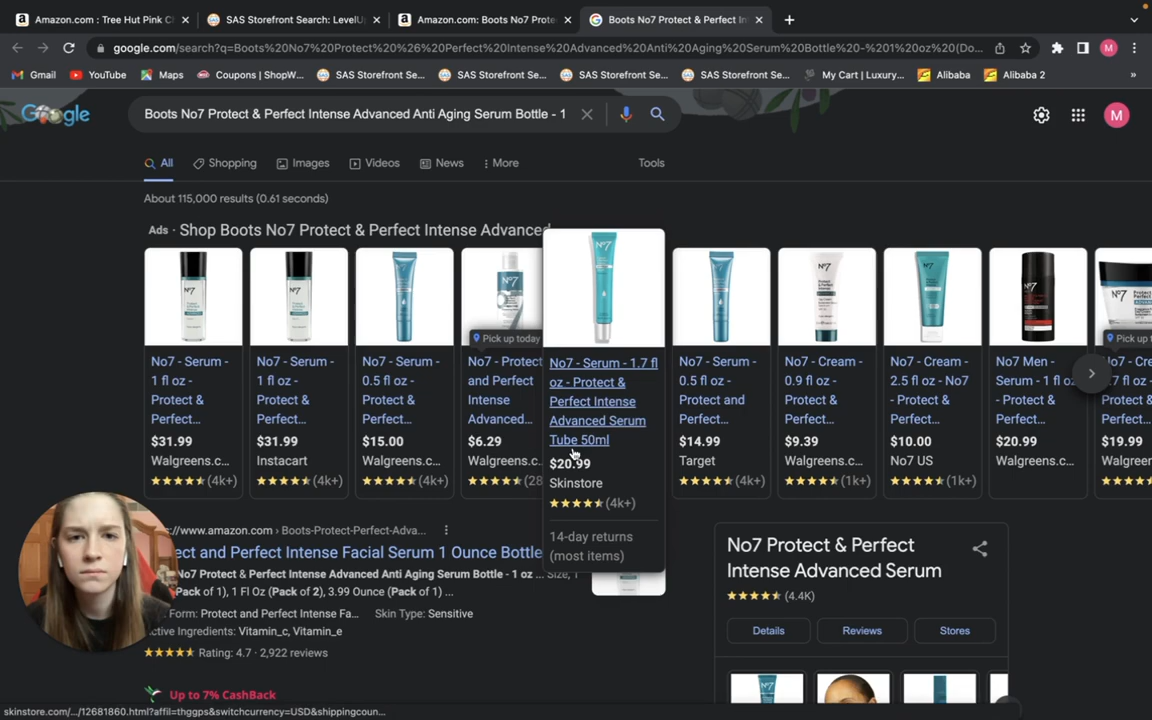 Amazon.com : Tree Hut Pink C
SAS Storefront Search: LevelU
Amazon.com: Boots No7 Prote
Boots No7 Protect & Perfect In
google.com/search?q=Boots%20No7%20Protect%20%26%20Perfect%20Intense%20Advanced%20Anti%20Aging%20Serum%20Bottle%20-%201%20oz%20(Do...
M
Gmail
YouTube
Maps
Coupons | ShopW...
SAS Storefront Se...
SAS Storefront Se...
SAS Storefront Se...
SAS Storefront Se...
My Cart | Luxury...
Alibaba
Alibaba 2
»
Google
Boots No7 Protect & Perfect Intense Advanced Anti Aging Serum Bottle - 1
M
All
Shopping
Images
Videos
News
More
Tools
About 115,000 results (0.61 seconds)
Ads · Shop Boots No7 Protect & Perfect Intense Advanced
No7 - Serum -
1 fl oz -
Protect &
Perfect...
$31.99
Walgreens.c...
(4k+)
No7 - Serum -
1 fl oz -
Protect &
Perfect...
$31.99
Instacart
(4k+)
No7 - Serum -
0.5 fl oz -
Protect &
Perfect...
$15.00
Walgreens.c...
(4k+)
Pick up today
No7 - Protect
and Perfect
Intense
Advanced...
$6.29
Walgreens.c...
(28
No7 - Serum - 1.7 fl
oz - Protect &
Perfect Intense
Advanced Serum
Tube 50ml
$20.99
Skinstore
(4k+)
14-day returns
(most items)
No7 - Serum -
0.5 fl oz -
Protect and
Perfect...
$14.99
Target
(4k+)
No7 - Cream -
0.9 fl oz -
Protect &
Perfect...
$9.39
Walgreens.c...
(1k+)
No7 - Cream -
2.5 fl oz - No7
- Protect &
Perfect...
$10.00
No7 US
(1k+)
No7 Men -
Serum - 1 fl oz
- Protect &
Perfect...
$20.99
Walgreens.c...
Pick up t
o7 - Cre
7 fl oz -
Protect &
Perfect..
$19.99
Walgreen
s://www.amazon.com › Boots-Protect-Perfect-Adva...
ect and Perfect Intense Facial Serum 1 Ounce Bottle
No7 Protect & Perfect Intense Advanced Anti Aging Serum Bottle - 1 oz ... Size, 1
Pack of 1), 1 Fl Oz (Pack of 2), 3.99 Ounce (Pack of 1) ...
Form: Protect and Perfect Intense Fa... Skin Type: Sensitive
ctive Ingredients: Vitamin_c, Vitamin_e
Rating: 4.7 · 2,922 reviews
Up to 7% CashBack
No7 Protect & Perfect
Intense Advanced Serum
(4.4K)
Details
Reviews
Stores
skinstore.com/.../12681860.html?affil=thggps&switchcurrency=USD&shippingcoun...